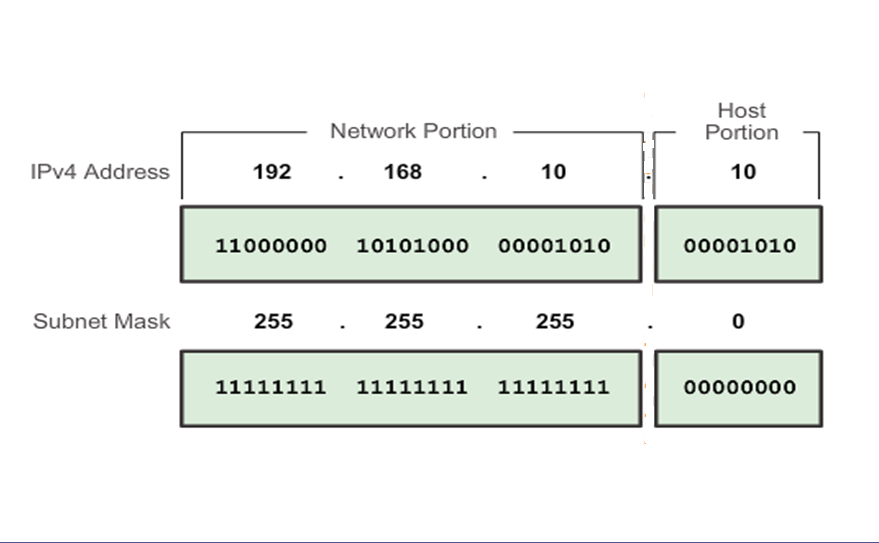 Host
Network Portion Portion
IPv4 Address 192 . 168 . 10 . 10
11000000 10101000 00001010 00001010
Subnet Mask 255 . 255 . 255 . 0
11111111 11111111 11111111 00000000